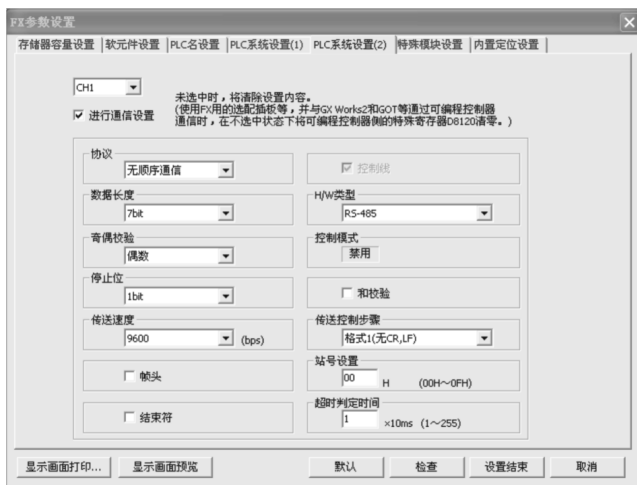 FX参数设置
存储器容量设置 软元件设置 PLC名设置 PLC系统设置(1) PLC系统设置(2) 特殊模块设置 内置定位设置
CH1
进行通信设置
未选中时，将清除设置内容。
(使用FX用的选配插板等，并与GX Works2和GOT等通过可编程控制器
通信时，在不选中状态下将可编程控制器侧的特殊寄存器D8120清零。)
协议
无顺序通信
控制线
数据长度
7bit
H/W类型
RS-485
奇偶校验
偶数
控制模式
禁用
停止位
1bit
和校验
传送速度
9600 (bps)
传送控制步骤
格式1(无CR,LF)
帧头
站号设置
00 H (00H～0FH)
结束符
超时判定时间
1 ×10ms (1～255)
显示画面打印... 显示画面预览 默认 检查 设置结束 取消